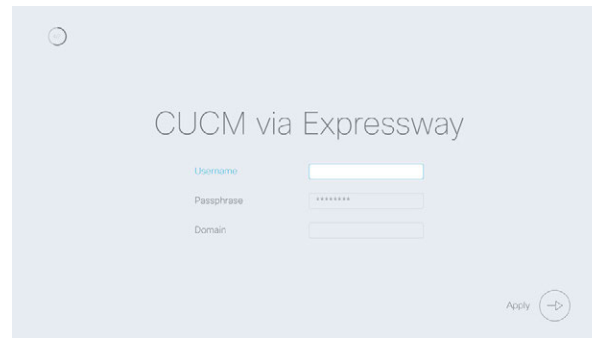 CUCM via Expressway
Username
Passphrase ********
Domain
Apply